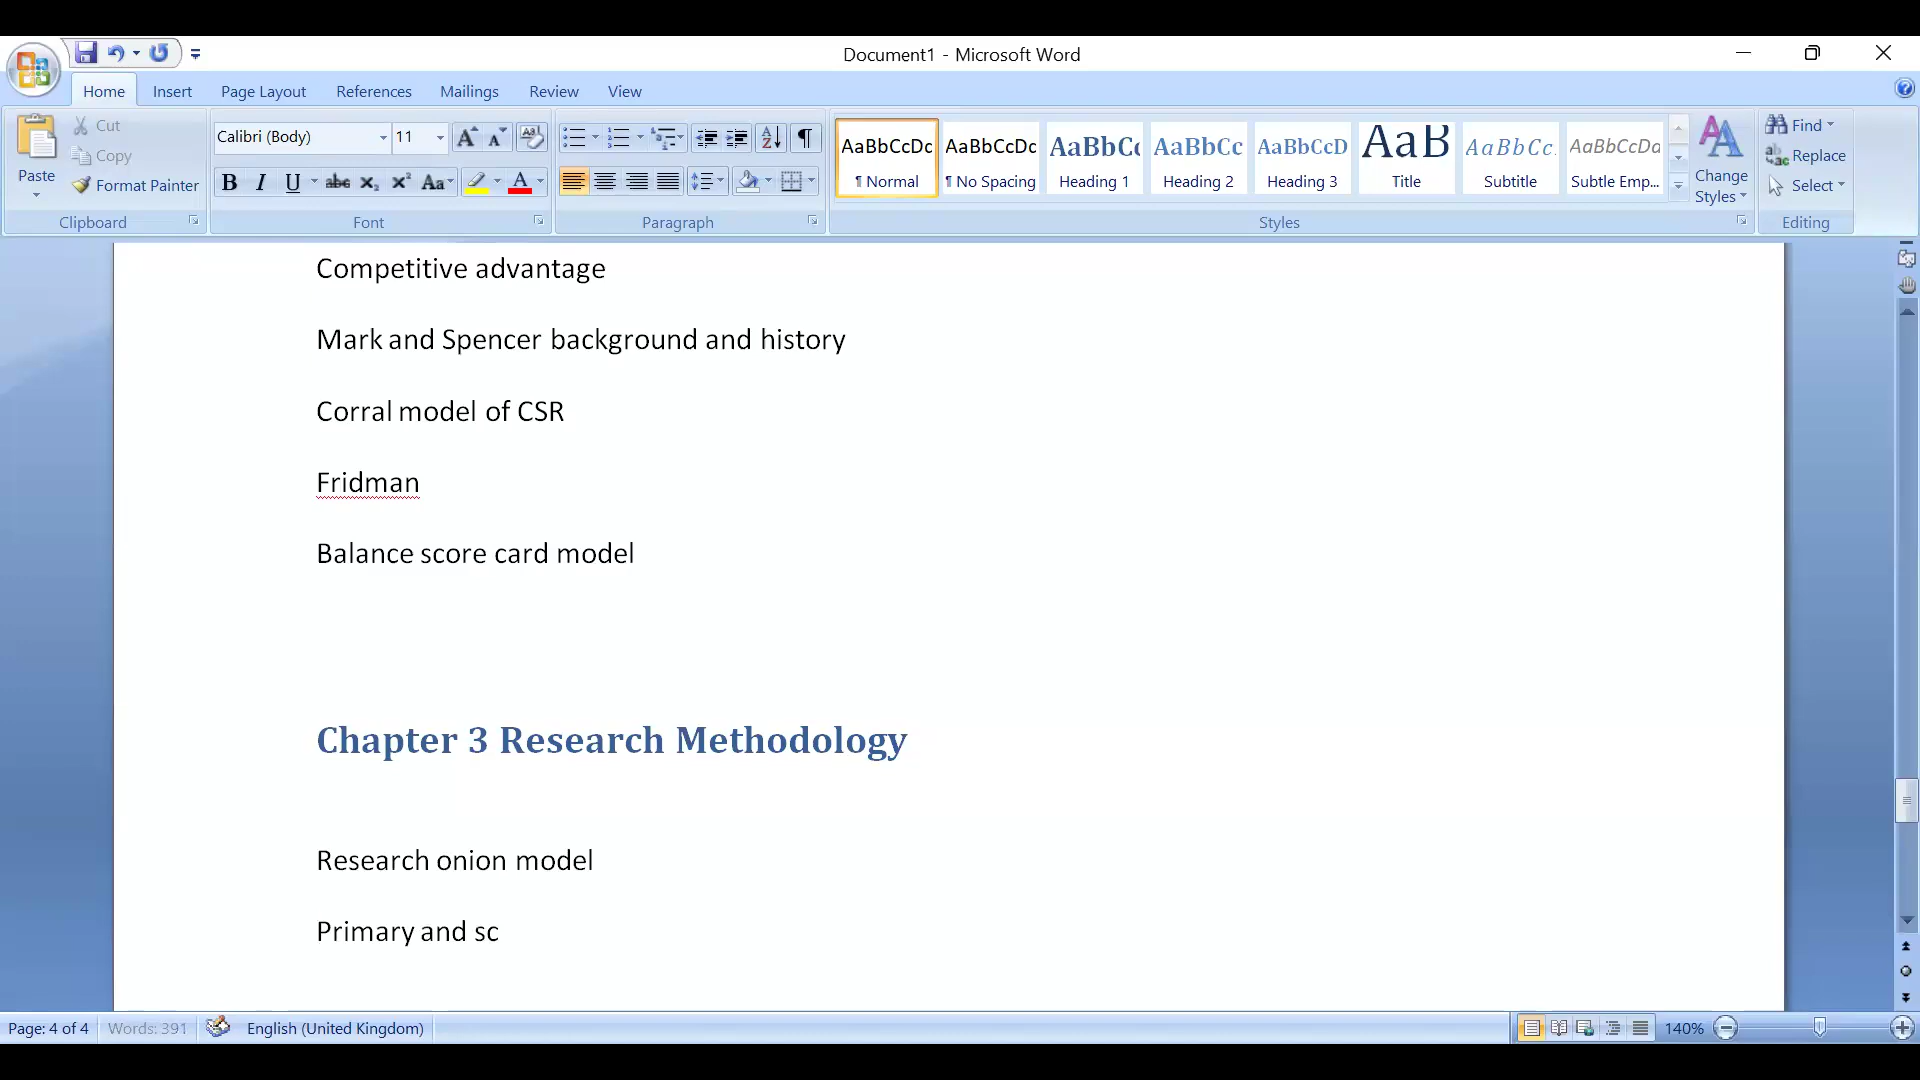 Document1 - Microsoft Word
Home Insert Page Layout References Mailings Review View
Paste
Cut
Copy
Format Painter
Clipboard
Calibri (Body) 11
Font
Paragraph
AaBbCcDc AaBbCcDc AaBbCc AaBbCc AaBbCcD AaB AaBbCc. AaBbCcDa
¶ Normal ¶ No Spacing Heading 1 Heading 2 Heading 3 Title Subtitle Subtle Emp...
Change
Styles
Styles
Find
Replace
Select
Editing
Competitive advantage
Mark and Spencer background and history
Corral model of CSR
Fridman
Balance score card model
Chapter 3 Research Methodology
Research onion model
Primary and sc
Page: 4 of 4 Words: 391 English (United Kingdom) 140%